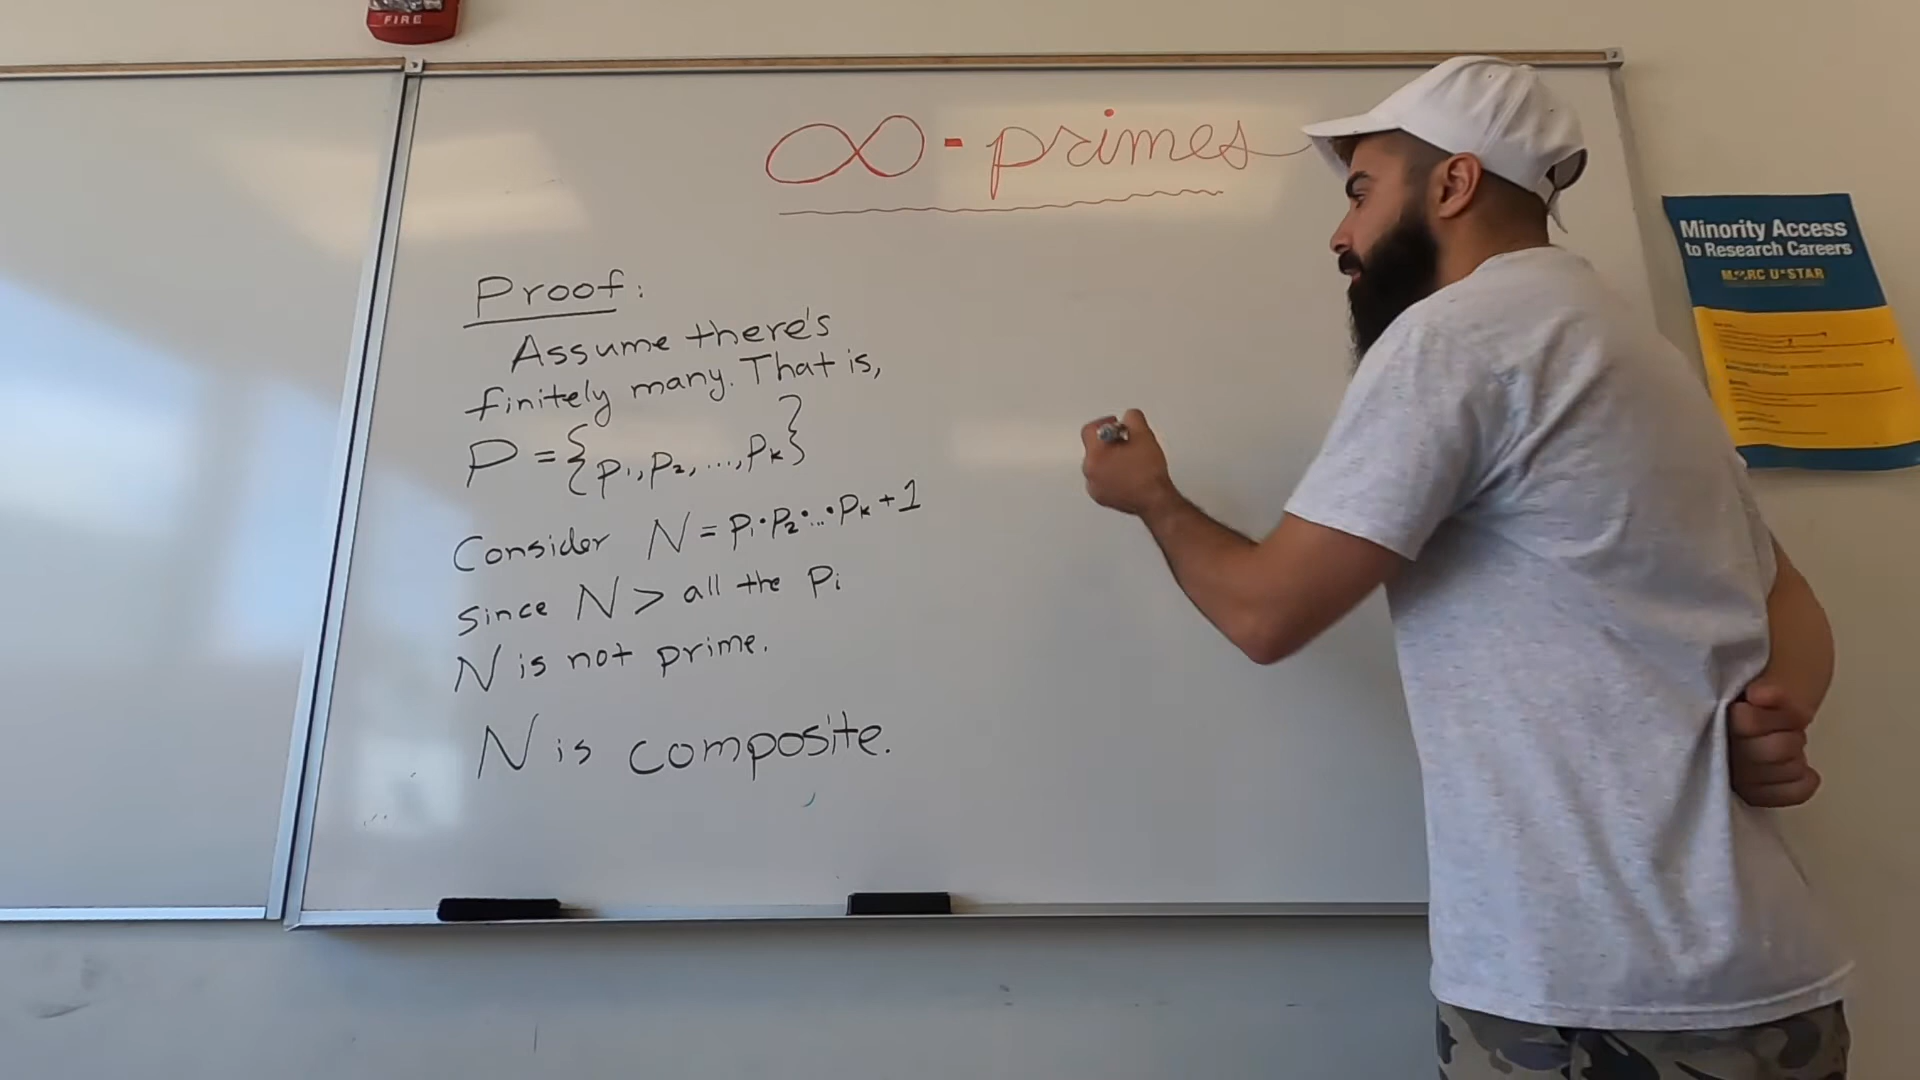 FIRE
∞ - primes
Proof:
Assume there's
finitely many. That is,
P = {p₁, p₂, ..., pₖ}
Consider N = p₁·p₂·...·pₖ + 1
since N > all the pᵢ
N is not prime.
N is composite.
Minority Access
to Research Careers
MARC U*STAR